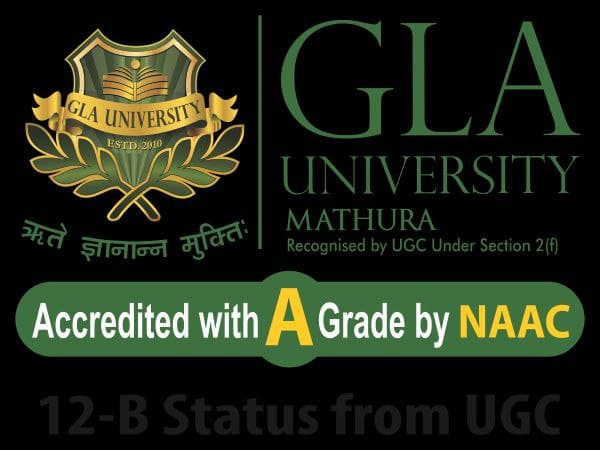 GLA UNIVERSITY
ESTD. 2010
ऋते ज्ञानान्न मुक्तिः
GLA
UNIVERSITY
MATHURA
Recognised by UGC Under Section 2(f)
Accredited with A Grade by NAAC
12-B Status from UGC